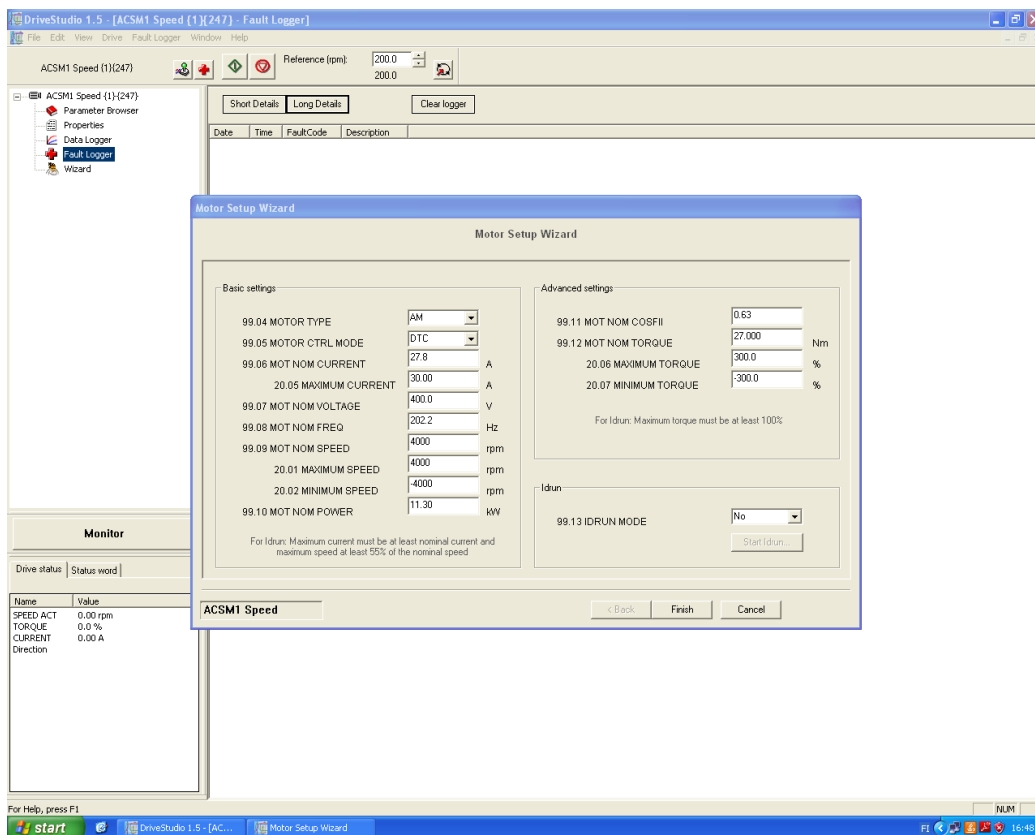 DriveStudio 1.5 - [ACSM1 Speed {1}{247} - Fault Logger]
File Edit View Drive Fault Logger Window Help
ACSM1 Speed {1}{247}
Reference (rpm):
200.0
200.0
ACSM1 Speed {1}{247}
Parameter Browser
Properties
Data Logger
Fault Logger
Wizard
Short Details Long Details Clear logger
Date Time FaultCode Description
Motor Setup Wizard
Motor Setup Wizard
Basic settings
99.04 MOTOR TYPE AM
99.05 MOTOR CTRL MODE DTC
99.06 MOT NOM CURRENT 27.8 A
20.05 MAXIMUM CURRENT 30.00 A
99.07 MOT NOM VOLTAGE 400.0 V
99.08 MOT NOM FREQ 202.2 Hz
99.09 MOT NOM SPEED 4000 rpm
20.01 MAXIMUM SPEED 4000 rpm
20.02 MINIMUM SPEED -4000 rpm
99.10 MOT NOM POWER 11.30 kW
For Idrun: Maximum current must be at least nominal current and
maximum speed at least 55% of the nominal speed
Advanced settings
99.11 MOT NOM COSFII 0.63
99.12 MOT NOM TORQUE 27.000 Nm
20.06 MAXIMUM TORQUE 300.0 %
20.07 MINIMUM TORQUE -300.0 %
For Idrun: Maximum torque must be at least 100%
Idrun
99.13 IDRUN MODE No
Start Idrun...
ACSM1 Speed
< Back Finish Cancel
Monitor
Drive status Status word
Name Value
SPEED ACT 0.00 rpm
TORQUE 0.0 %
CURRENT 0.00 A
Direction
For Help, press F1
NUM
start DriveStudio 1.5 - [AC... Motor Setup Wizard FI 16:48